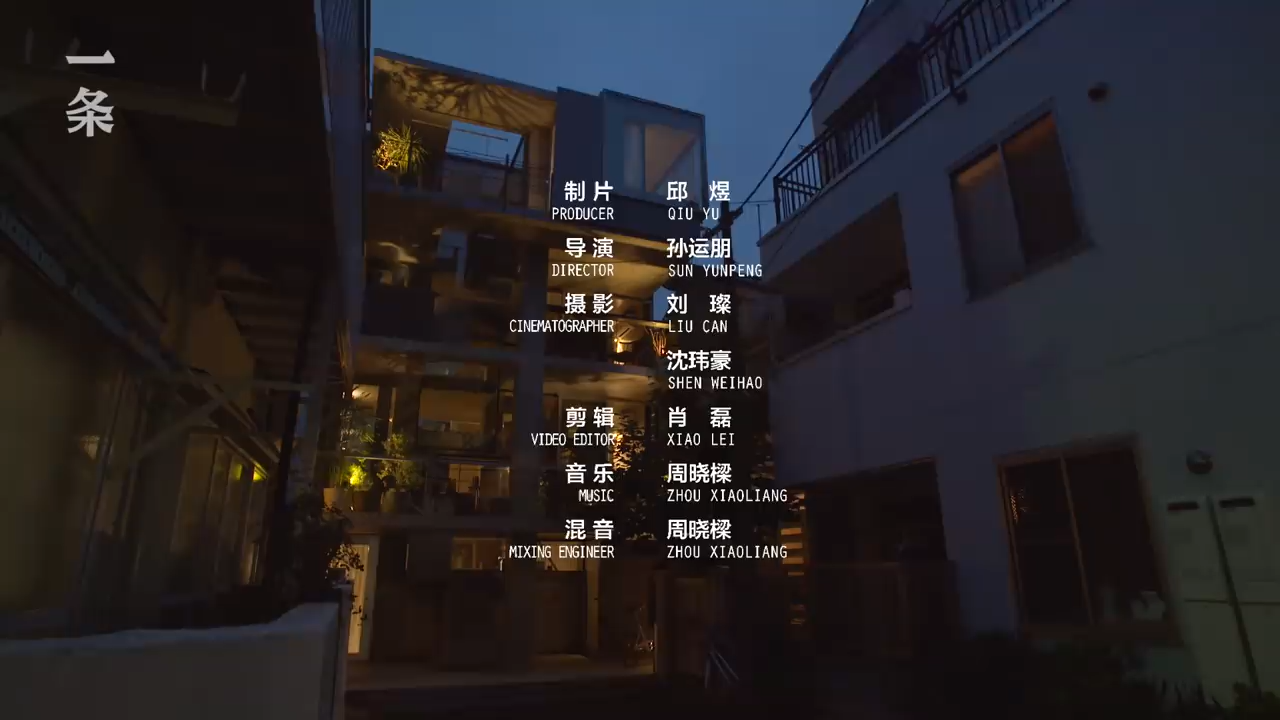 一条
制片 邱煜
PRODUCER QIU YU
导演 孙运朋
DIRECTOR SUN YUNPENG
摄影 刘璨
CINEMATOGRAPHER LIU CAN
沈玮豪
SHEN WEIHAO
剪辑 肖磊
VIDEO EDITOR XIAO LEI
音乐 周晓樑
MUSIC ZHOU XIAOLIANG
混音 周晓樑
MIXING ENGINEER ZHOU XIAOLIANG